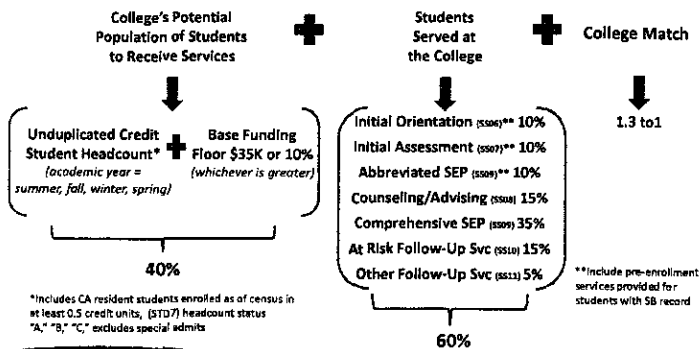 College's Potential
Population of Students
to Receive Services
+
Students
Served at
the College
+
College Match
Unduplicated Credit
Student Headcount*
(academic year =
summer, fall, winter, spring)
+
Base Funding
Floor $35K or 10%
(whichever is greater)
40%
*Includes CA resident students enrolled as of census in
at least 0.5 credit units, (STD7) headcount status
"A," "B," "C," excludes special admits
Initial Orientation (SS06)** 10%
Initial Assessment (SS07)** 10%
Abbreviated SEP (SS09)** 10%
Counseling/Advising (SS08) 15%
Comprehensive SEP (SS09) 35%
At Risk Follow-Up Svc (SS10) 15%
Other Follow-Up Svc (SS11) 5%
60%
1.3 to1
**Include pre-enrollment
services provided for
students with SB record